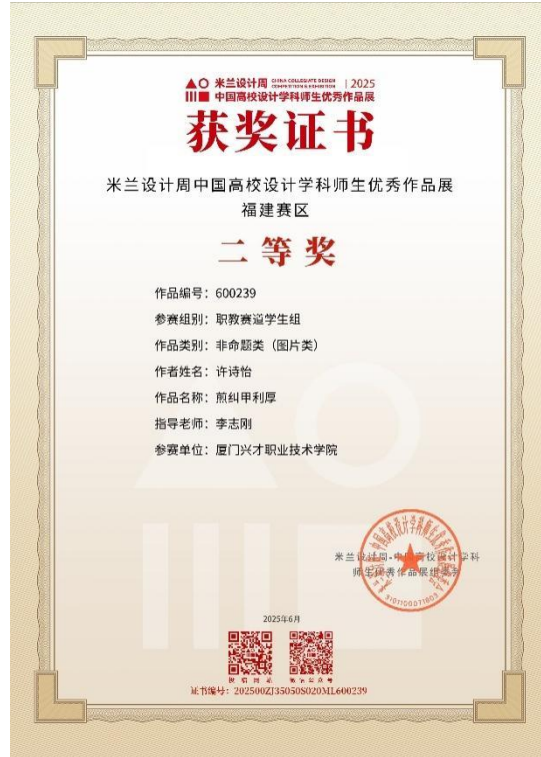 米兰设计周 CHINA COLLEGIATE DESIGN COMPETITION & EXHIBITION | 2025
中国高校设计学科师生优秀作品展
获奖证书
米兰设计周中国高校设计学科师生优秀作品展
福建赛区
二等奖
作品编号：600239
参赛组别：职教赛道学生组
作品类别：非命题类（图片类）
作者姓名：许诗怡
作品名称：煎纠甲利厚
指导老师：李志刚
参赛单位：厦门兴才职业技术学院
米兰设计周-中国高校设计学科
师生优秀作品展组委会
2025年6月
证书编号：202500ZJ35050S020ML600239